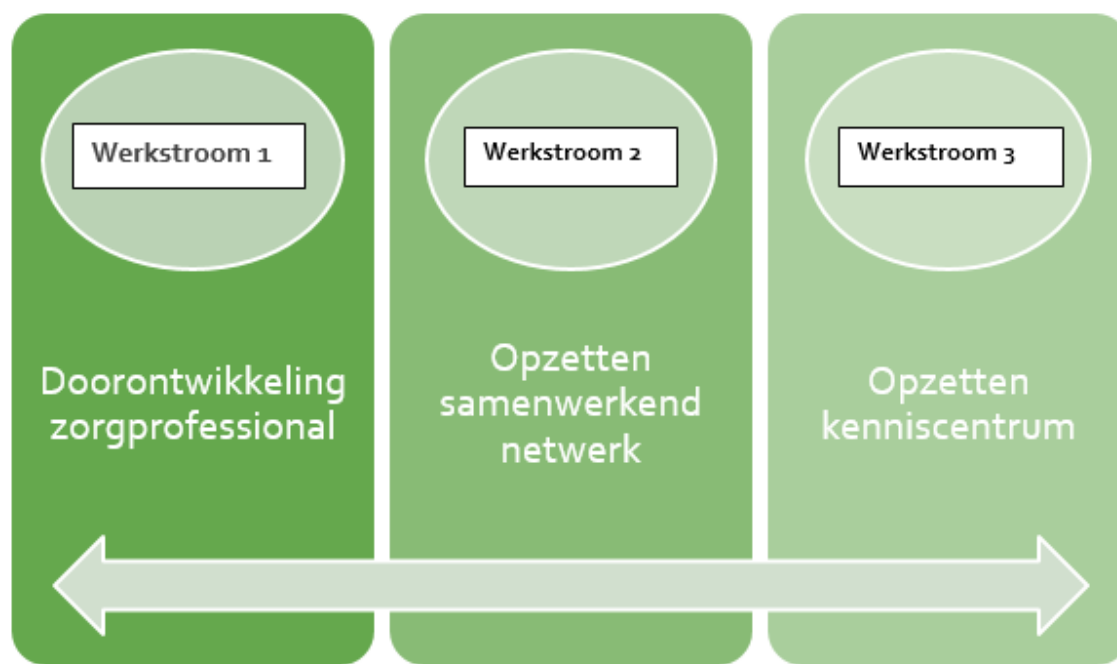 Werkstroom 1
Doorontwikkeling
zorgprofessional
Werkstroom 2
Opzetten
samenwerkend
netwerk
Werkstroom 3
Opzetten
kenniscentrum